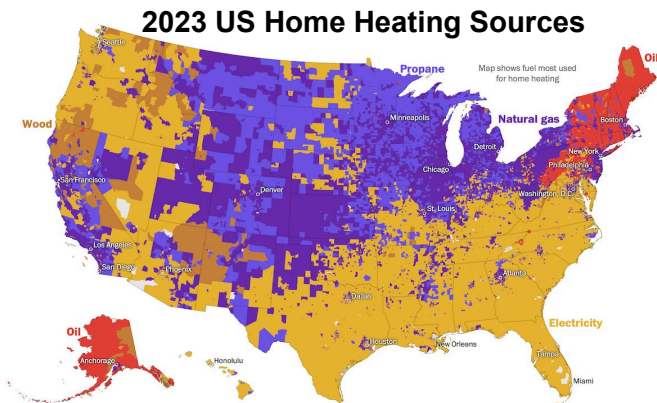 2023 US Home Heating Sources
Seattle
Oil
Propane
Map shows fuel most used
for home heating
Wood
Minneapolis
Natural gas
Boston
Detroit
New York
Philadelphia
Chicago
San Francisco
Denver
Washington, D.C.
St. Louis
Los Angeles
San Diego
Phoenix
Atlanta
Dallas
Electricity
Oil
Houston
New Orleans
Anchorage
Honolulu
Tampa
Miami